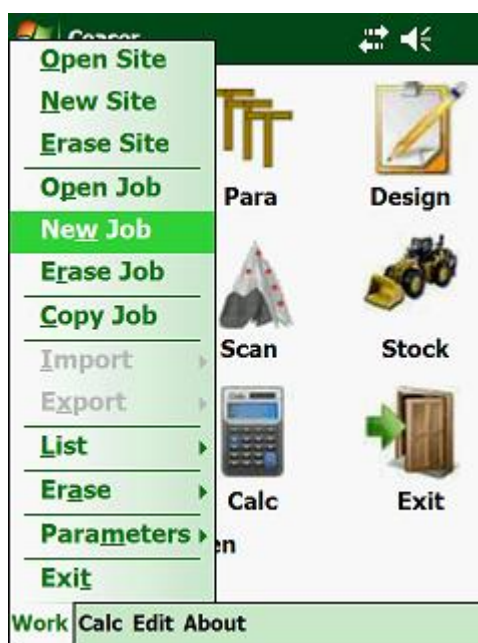 Open Site
New Site
Erase Site
Open Job
New Job
Erase Job
Copy Job
Import
Export
List
Erase
Parameters
Exit
Para
Design
Scan
Stock
Calc
Exit
Work Calc Edit About